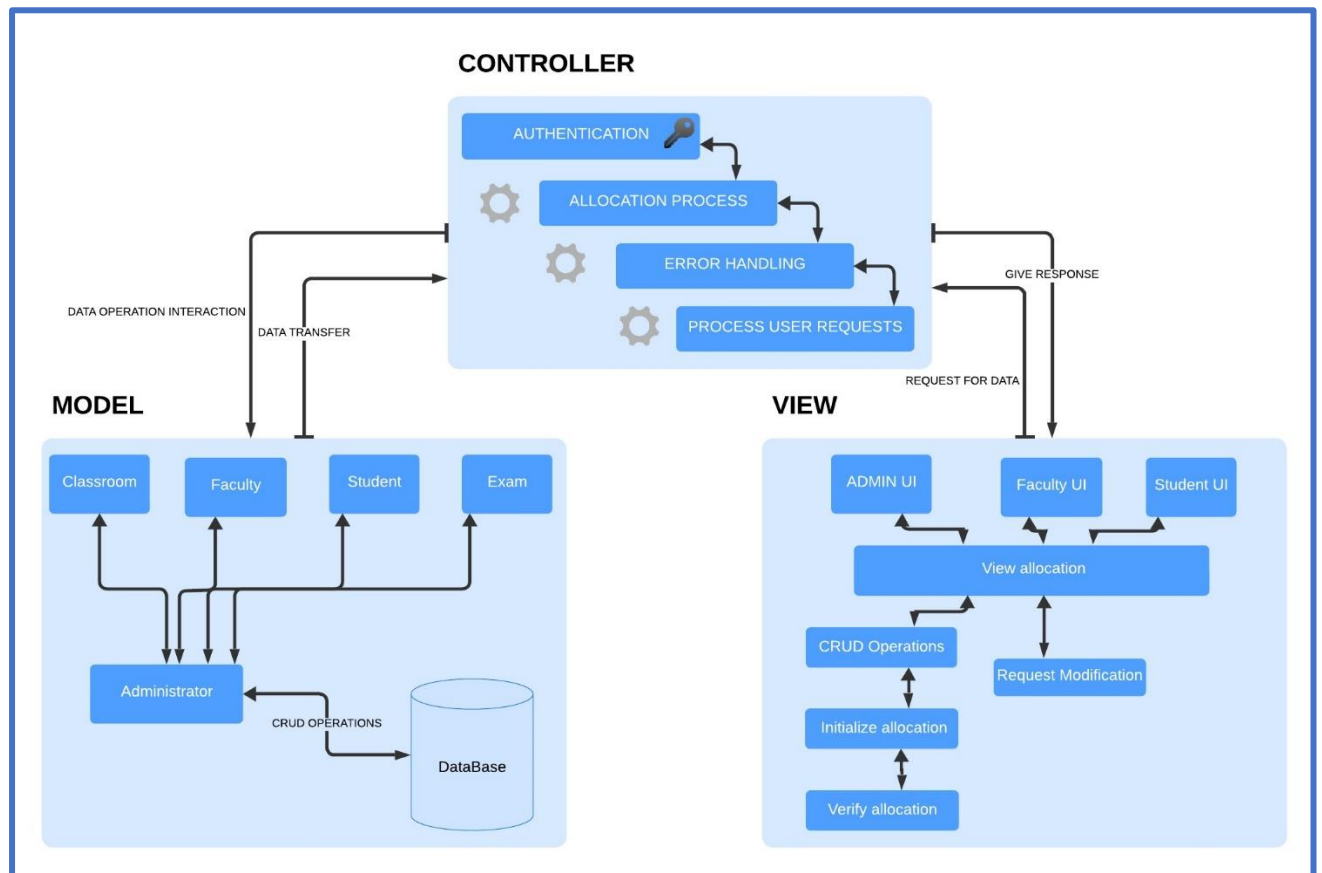 CONTROLLER
AUTHENTICATION
ALLOCATION PROCESS
ERROR HANDLING
PROCESS USER REQUESTS
DATA OPERATION INTERACTION
DATA TRANSFER
GIVE RESPONSE
REQUEST FOR DATA
MODEL
Classroom
Faculty
Student
Exam
Administrator
CRUD OPERATIONS
DataBase
VIEW
ADMIN UI
Faculty UI
Student UI
View allocation
CRUD Operations
Request Modification
Initialize allocation
Verify allocation